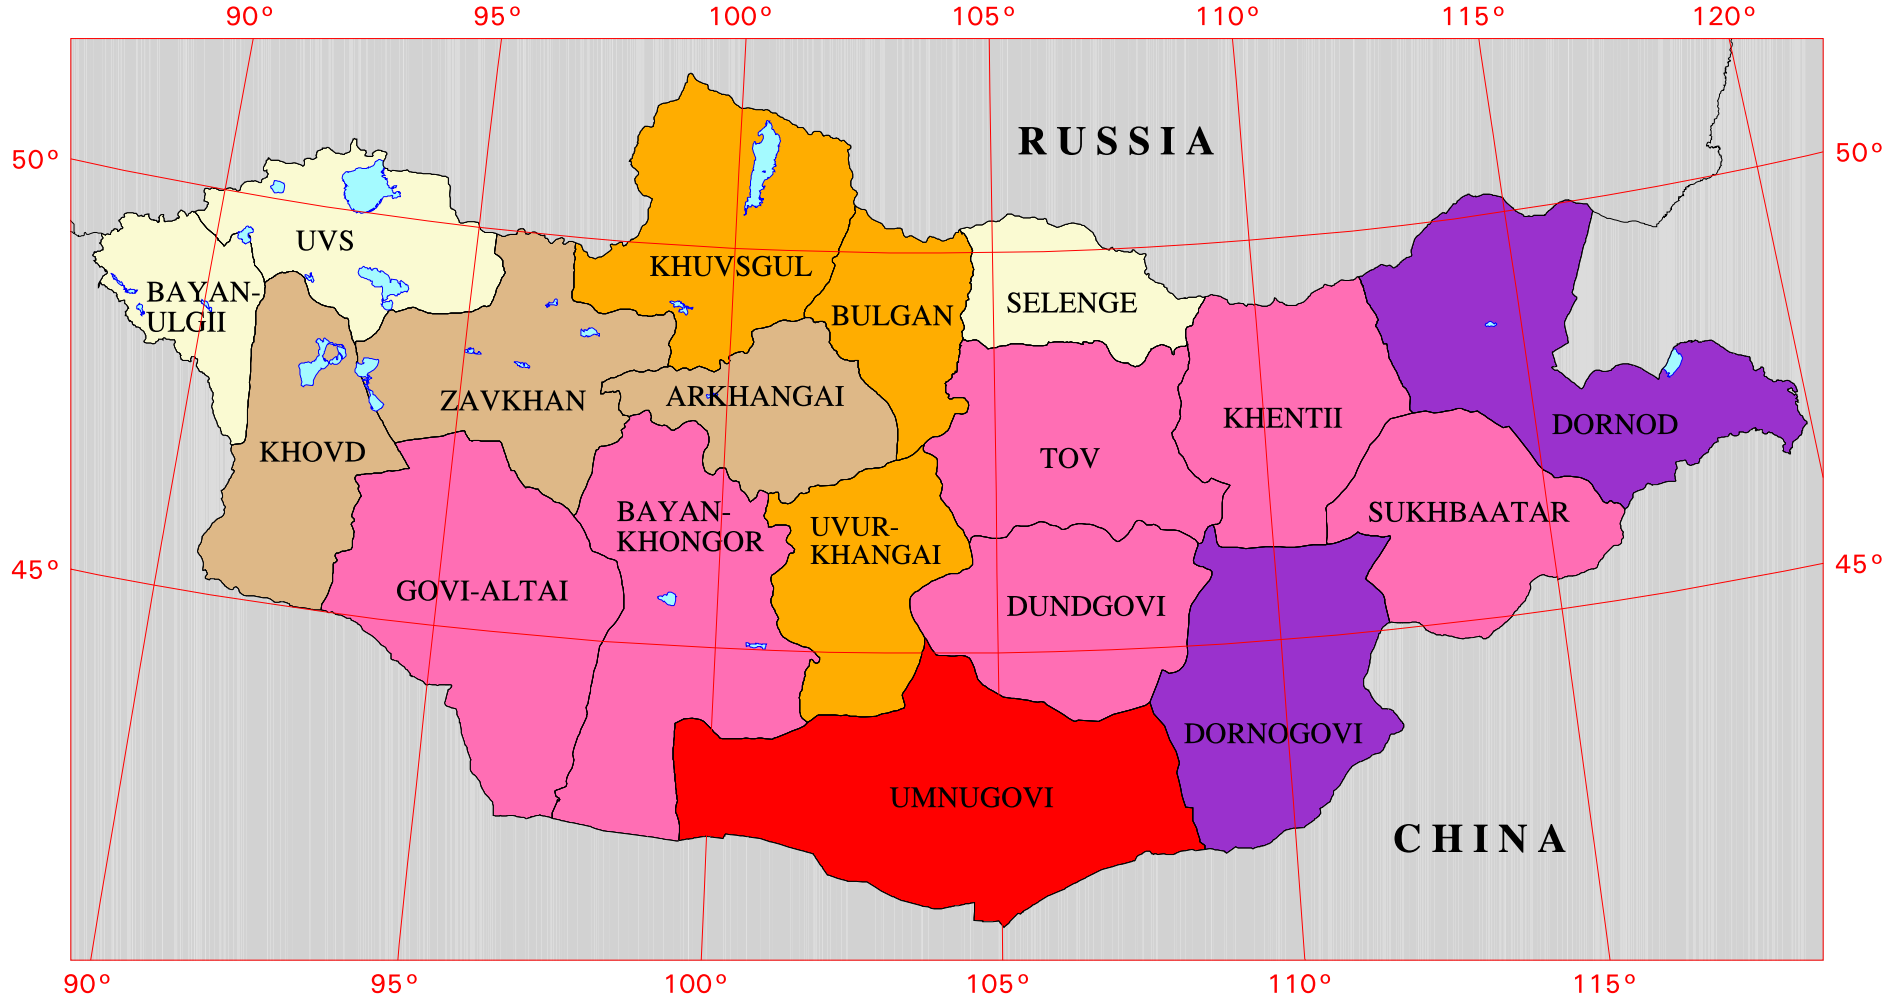 90° 95° 100° 105° 110° 115° 120°
RUSSIA
50° 50°
UVS
KHUVSGUL
BAYAN-
ULGII
BULGAN
SELENGE
ZAVKHAN
ARKHANGAI
KHENTII
DORNOD
KHOVD
TOV
BAYAN-
KHONGOR
UVUR-
KHANGAI
SUKHBAATAR
45° 45°
GOVI-ALTAI
DUNDGOVI
DORNOGOVI
UMNUGOVI
CHINA
90° 95° 100° 105° 110° 115°